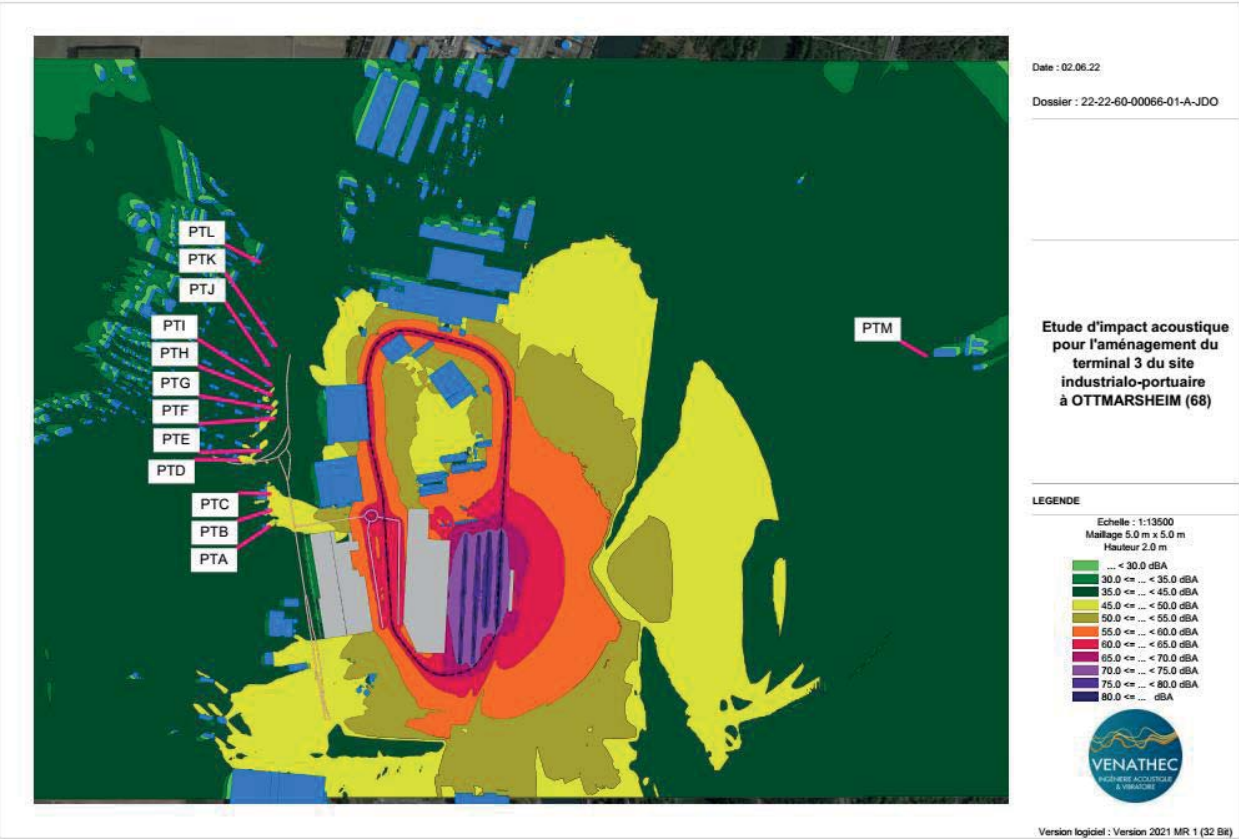 Date : 02.06.22
Dossier : 22-22-60-00066-01-A-JDO
PTL
PTK
PTJ
PTI
PTH
PTG
PTF
PTE
PTD
PTC
PTB
PTA
PTM
Etude d'impact acoustique
pour l'aménagement du
terminal 3 du site
industrialo-portuaire
à OTTMARSHEIM (68)
LEGENDE
Echelle : 1:13500
Maillage 5.0 m x 5.0 m
Hauteur 2.0 m
... < 30.0 dBA
30.0 <= ... < 35.0 dBA
35.0 <= ... < 45.0 dBA
45.0 <= ... < 50.0 dBA
50.0 <= ... < 55.0 dBA
55.0 <= ... < 60.0 dBA
60.0 <= ... < 65.0 dBA
65.0 <= ... < 70.0 dBA
70.0 <= ... < 75.0 dBA
75.0 <= ... < 80.0 dBA
80.0 <= ... dBA
VENATHEC
INGÉNIERIE ACOUSTIQUE
& VIBRATOIRE
Version logiciel : Version 2021 MR 1 (32 Bit)